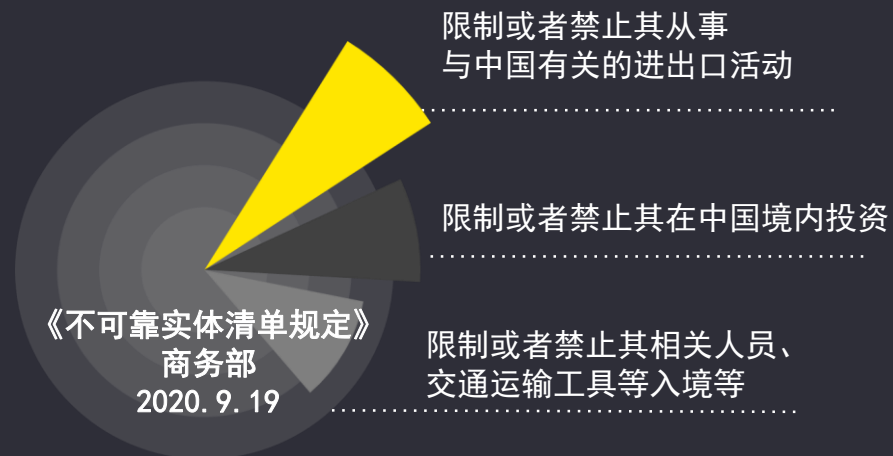 限制或者禁止其从事
与中国有关的进出口活动
限制或者禁止其在中国境内投资
《不可靠实体清单规定》
商务部
2020.9.19
限制或者禁止其相关人员、
交通运输工具等入境等